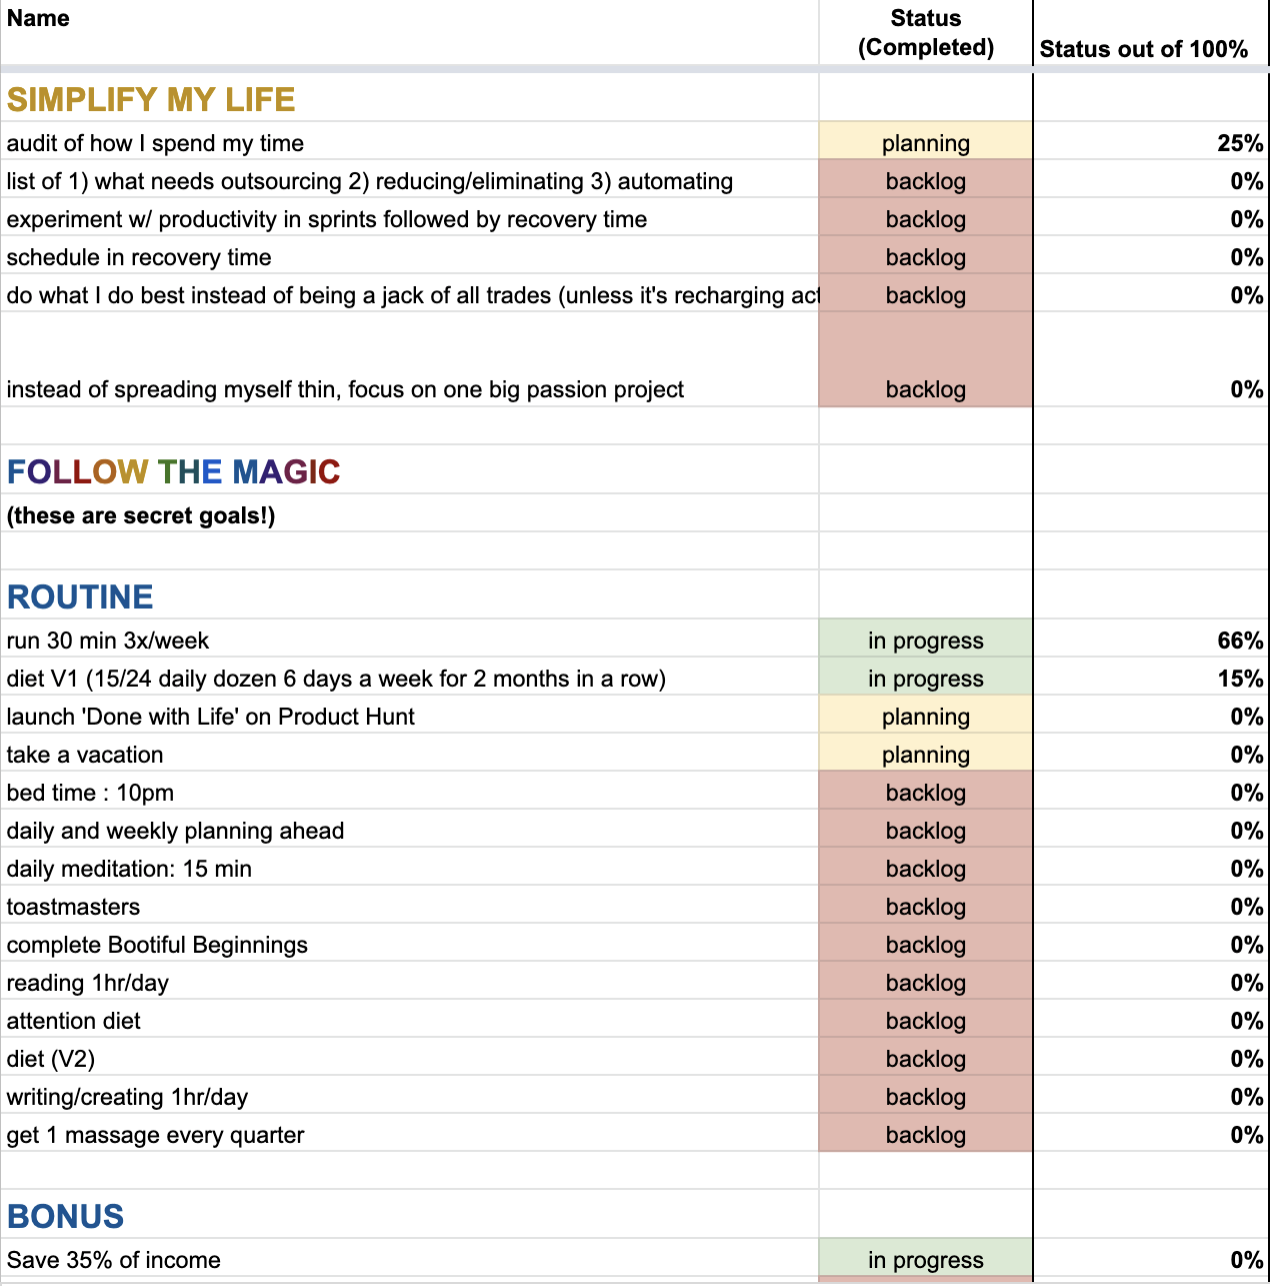 Name Status (Completed) Status out of 100%
SIMPLIFY MY LIFE
audit of how I spend my time planning 25%
list of 1) what needs outsourcing 2) reducing/eliminating 3) automating backlog 0%
experiment w/ productivity in sprints followed by recovery time backlog 0%
schedule in recovery time backlog 0%
do what I do best instead of being a jack of all trades (unless it's recharging act backlog 0%
instead of spreading myself thin, focus on one big passion project backlog 0%
FOLLOW THE MAGIC
(these are secret goals!)
ROUTINE
run 30 min 3x/week in progress 66%
diet V1 (15/24 daily dozen 6 days a week for 2 months in a row) in progress 15%
launch 'Done with Life' on Product Hunt planning 0%
take a vacation planning 0%
bed time : 10pm backlog 0%
daily and weekly planning ahead backlog 0%
daily meditation: 15 min backlog 0%
toastmasters backlog 0%
complete Bootiful Beginnings backlog 0%
reading 1hr/day backlog 0%
attention diet backlog 0%
diet (V2) backlog 0%
writing/creating 1hr/day backlog 0%
get 1 massage every quarter backlog 0%
BONUS
Save 35% of income in progress 0%